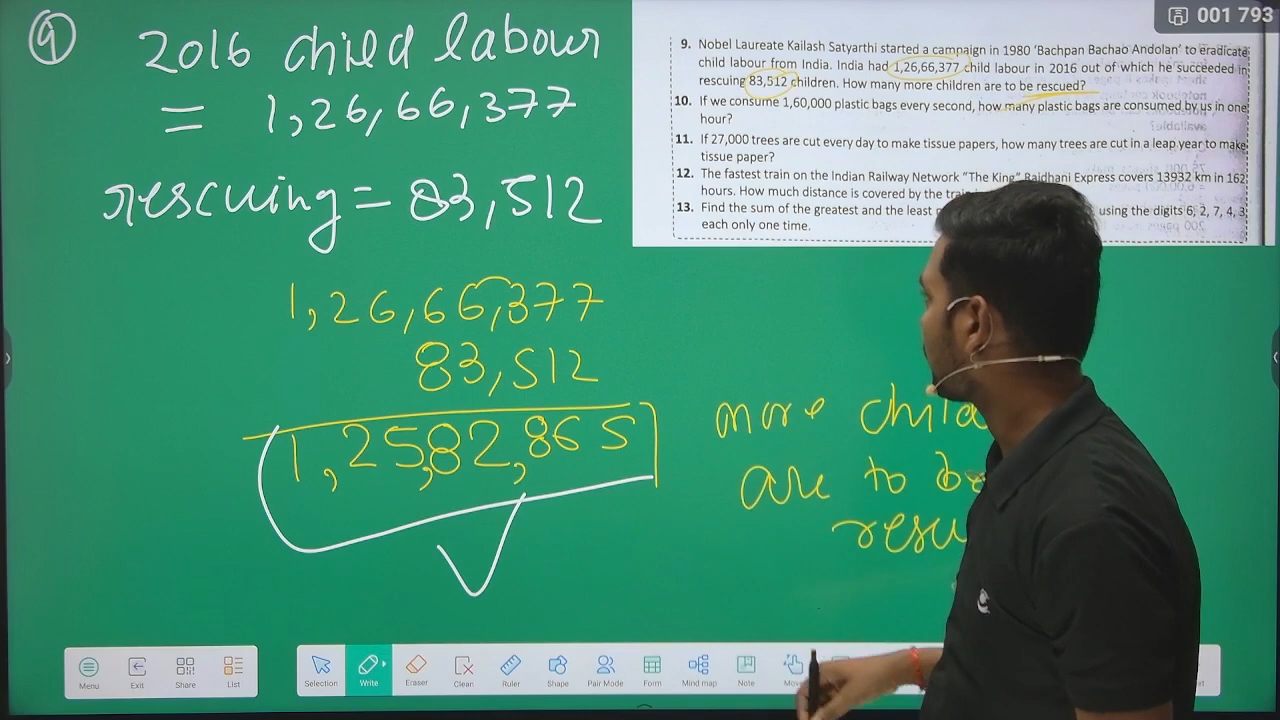 001 793
9
2016 child labour
= 1,26,66,377
rescuing = 83,512
1,26,66,377
83,512
1,25,82,865
more child
are to be
resu
9. Nobel Laureate Kailash Satyarthi started a campaign in 1980 'Bachpan Bachao Andolan' to eradicate
child labour from India. India had 1,26,66,377 child labour in 2016 out of which he succeeded in
rescuing 83,512 children. How many more children are to be rescued?
10. If we consume 1,60,000 plastic bags every second, how many plastic bags are consumed by us in one
hour?
11. If 27,000 trees are cut every day to make tissue papers, how many trees are cut in a leap year to make
tissue paper?
12. The fastest train on the Indian Railway Network "The King" Rajdhani Express covers 13932 km in 162
hours. How much distance is covered by the
13. Find the sum of the greatest and the least using the digits 6, 2, 7, 4, 3
each only one time.
Menu Exit Share List Selection Write Eraser Clean Ruler Shape Pair Mode Form Mind map Note